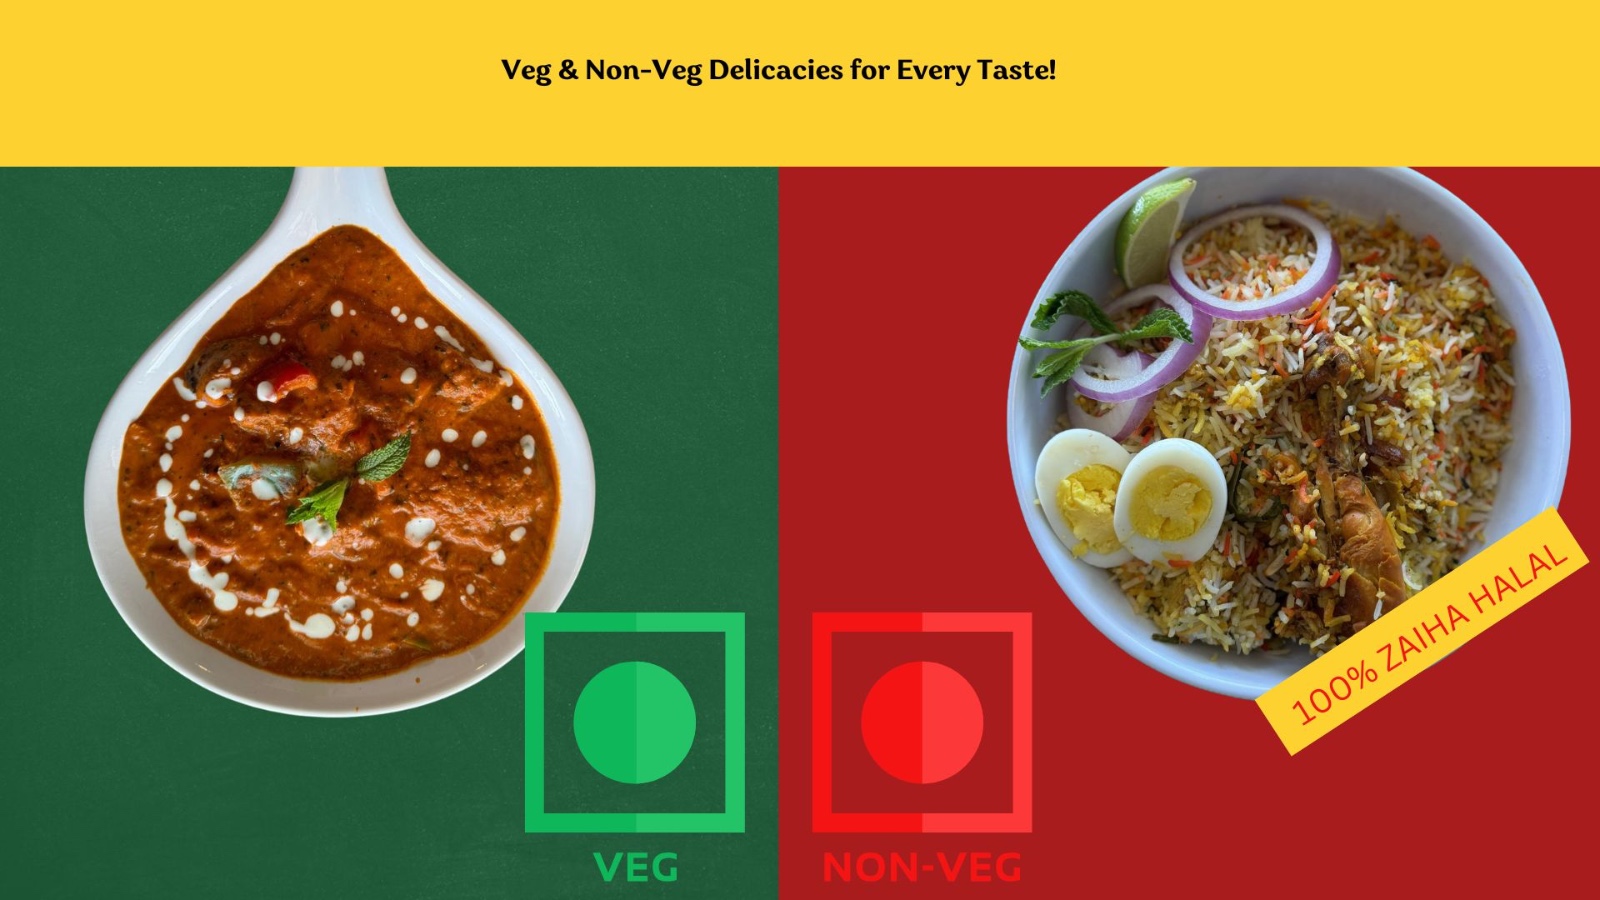 Veg & Non-Veg Delicacies for Every Taste!
100% ZAIHA HALAL
VEG
NON-VEG